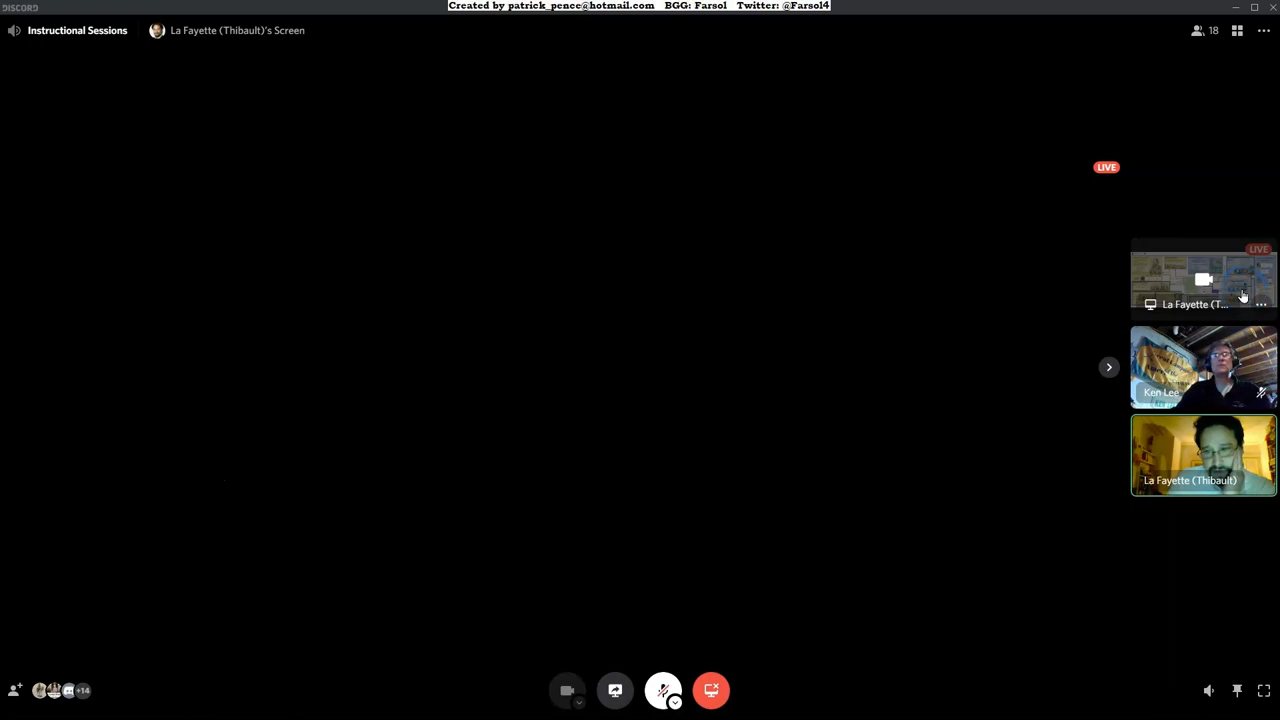 DISCORD
Created by patrick_pence@hotmail.com BGG: Farsol Twitter: @Farsol4
Instructional Sessions
La Fayette (Thibault)'s Screen
18
LIVE
LIVE
La Fayette (T...
Ken Lee
La Fayette (Thibault)
+14